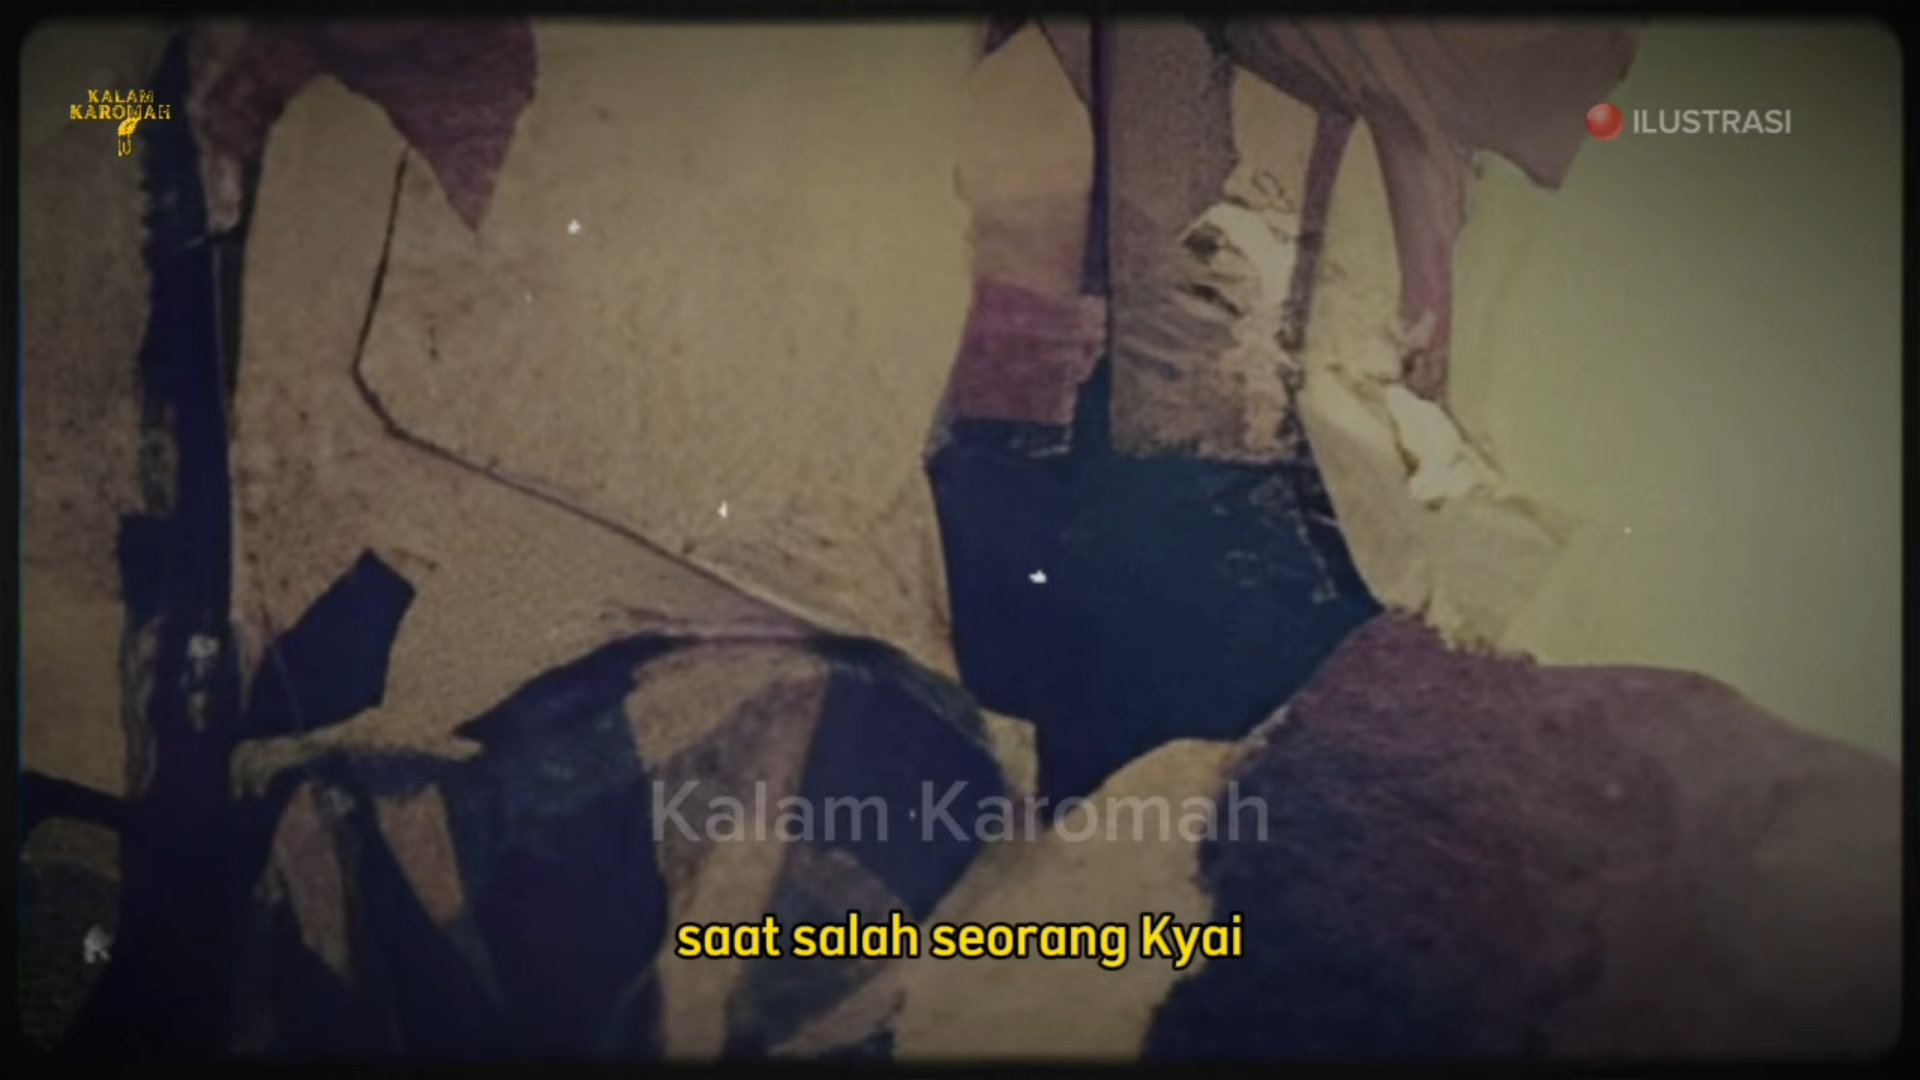 KALAM
KAROMAH
ILUSTRASI
Kalam Karomah
saat salah seorang Kyai